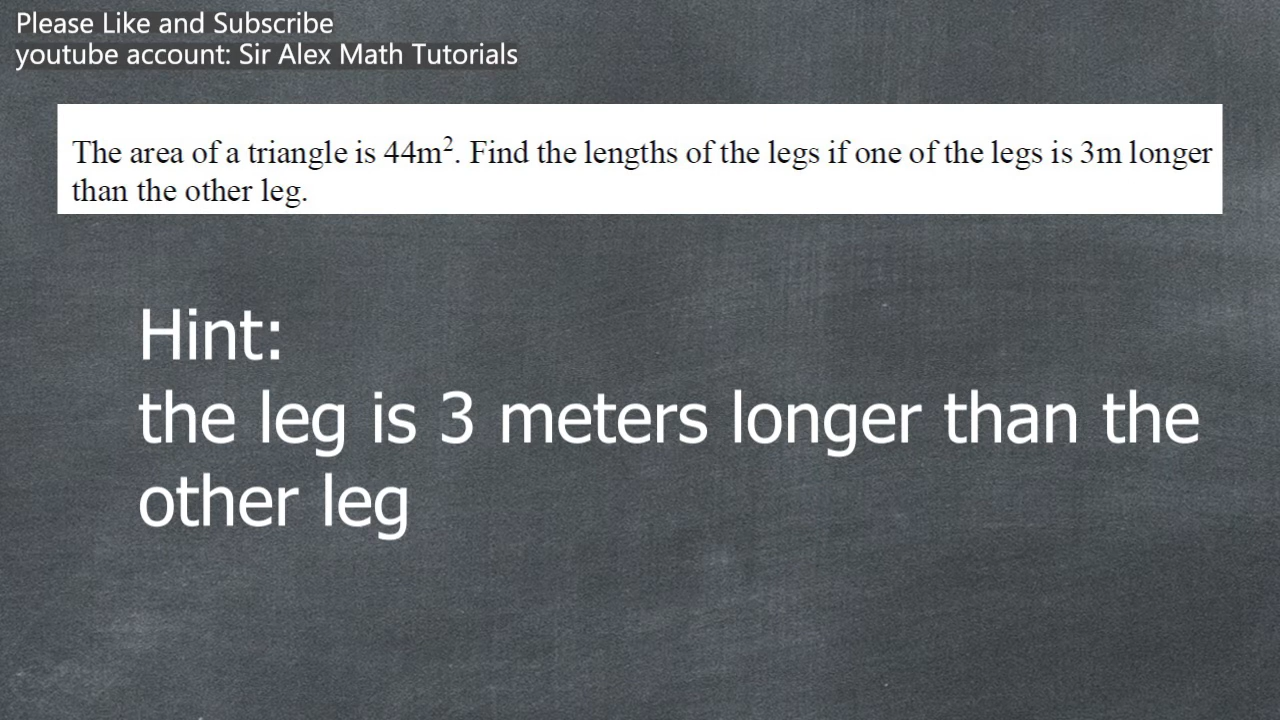 Please Like and Subscribe
youtube account: Sir Alex Math Tutorials
The area of a triangle is 44m². Find the lengths of the legs if one of the legs is 3m longer
than the other leg.
Hint:
the leg is 3 meters longer than the
other leg